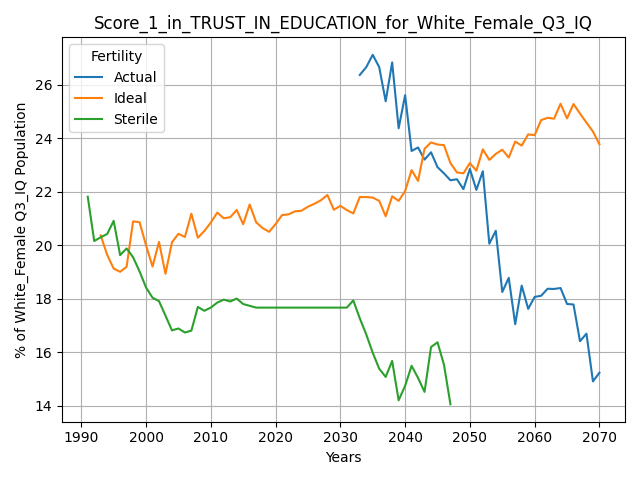 Score_1_in_TRUST_IN_EDUCATION_for_White_Female_Q3_IQ
Fertility
Actual
Ideal
Sterile
% of White_Female Q3_IQ Population
26
24
22
20
18
16
14
1990 2000 2010 2020 2030 2040 2050 2060 2070
Years